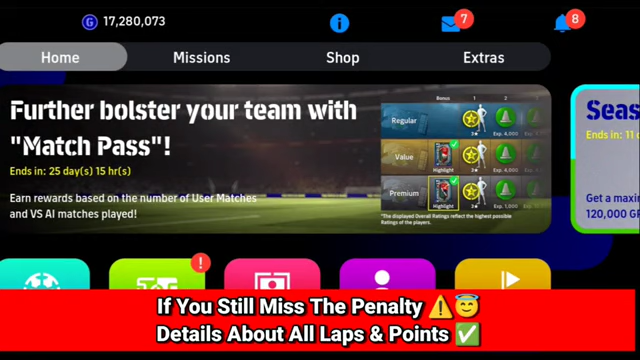 17,280,073
7
8
Home
Missions
Shop
Extras
Further bolster your team with
"Match Pass"!
Ends in: 25 day(s) 15 hr(s)
Earn rewards based on the number of User Matches
and VS AI matches played!
Bonus 1 2
Regular
3★ Exp. 4,000
Value
Highlight 3★ Exp. 4,000
Premium
Highlight 3★ Exp. 1,000
*The displayed Overall Ratings reflect the highest possible
Ratings of the players.
Seas
Ends in: 11 d
Get a maxi
120,000 GP
If You Still Miss The Penalty ⚠️😇
Details About All Laps & Points ✅